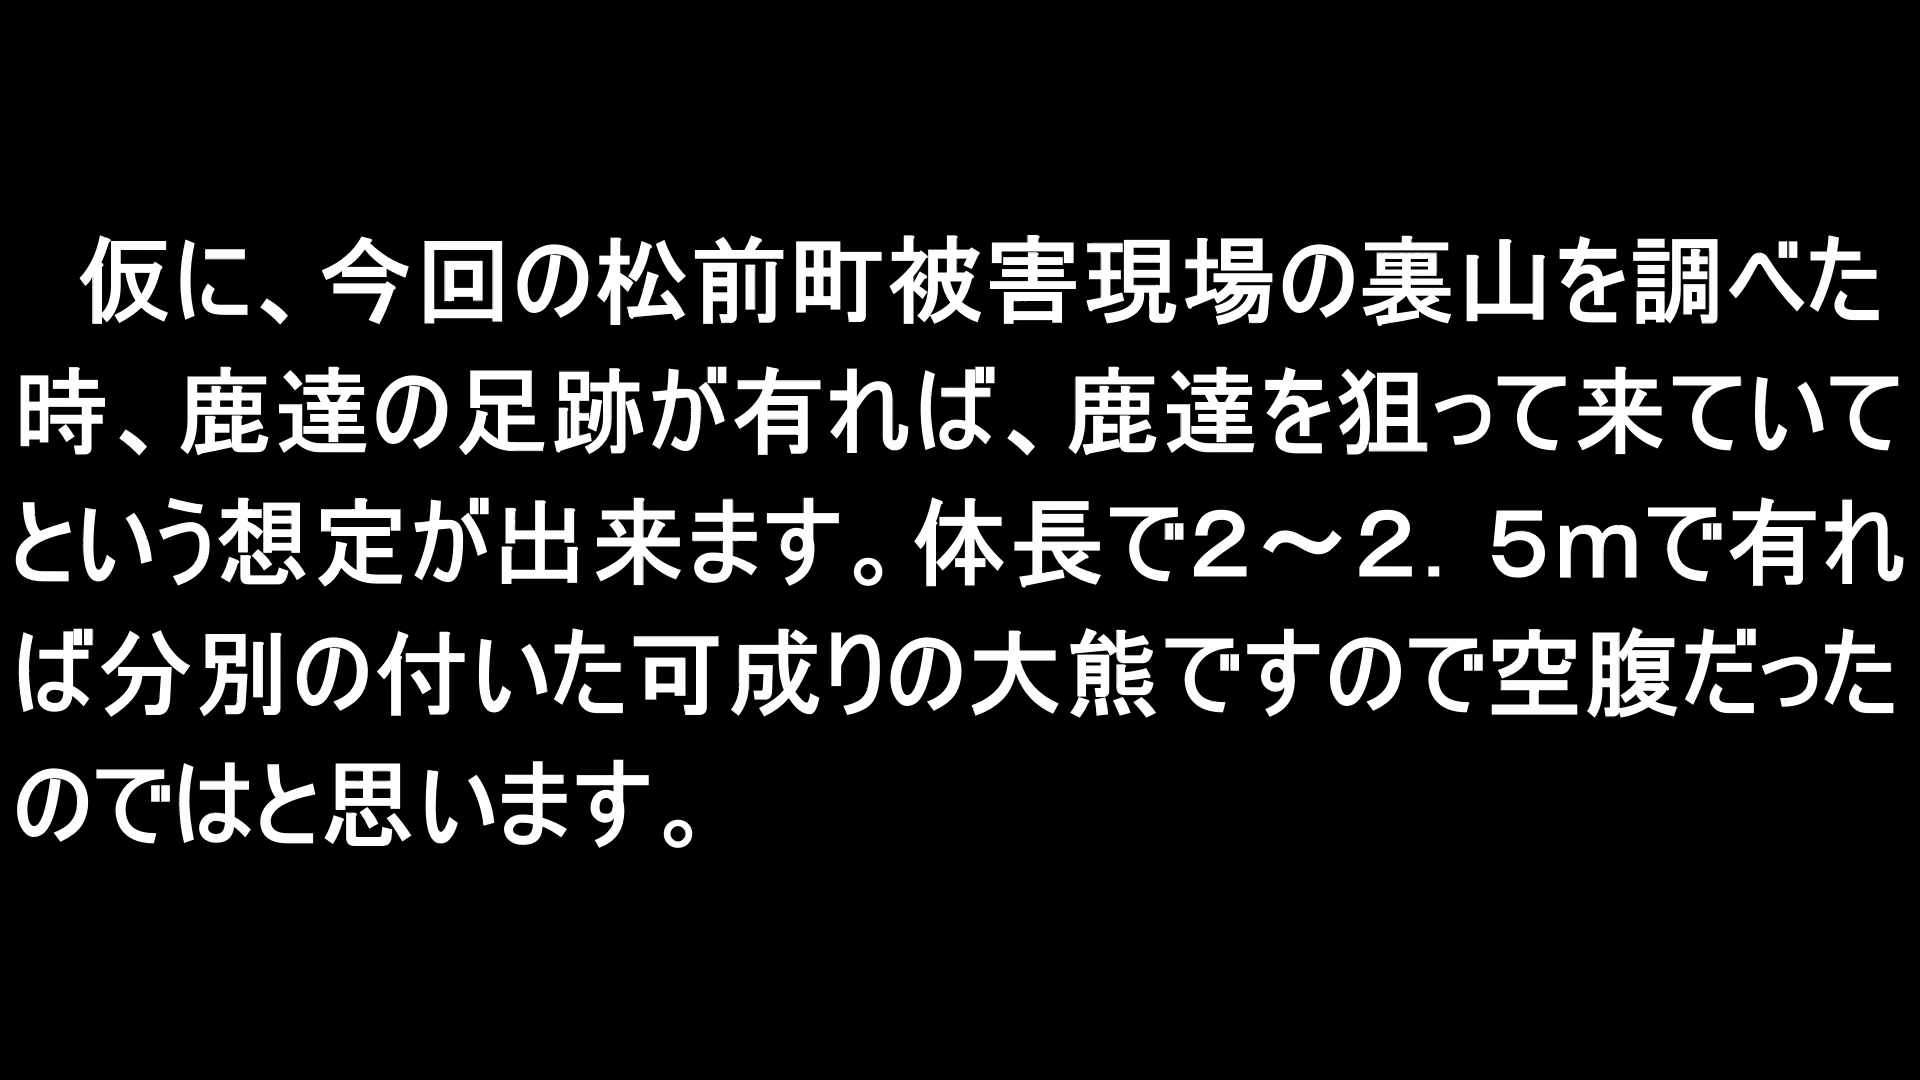 仮に、今回の松前町被害現場の裏山を調べた
時、鹿達の足跡が有れば、鹿達を狙って来ていて
という想定が出来ます。体長で２～２．５ｍで有れ
ば分別の付いた可成りの大熊ですので空腹だった
のではと思います。